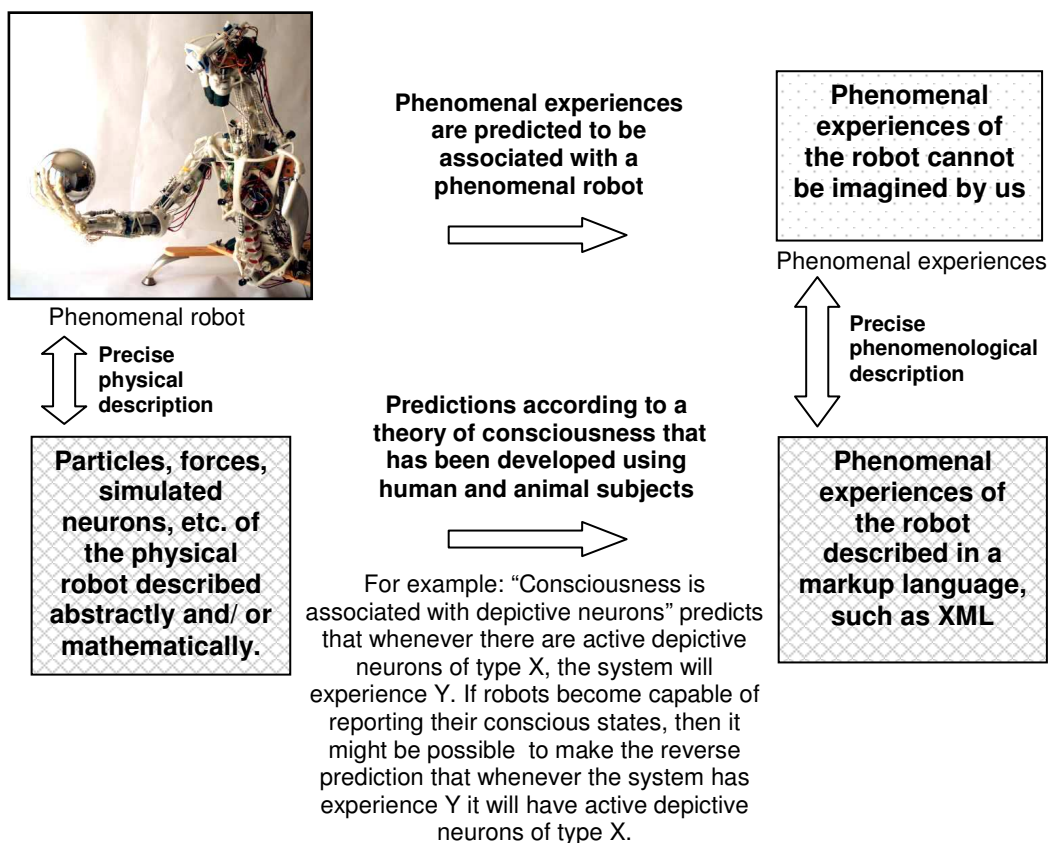 Phenomenal experiences
are predicted to be
associated with a
phenomenal robot
Phenomenal
experiences of
the robot cannot
be imagined by us
Phenomenal robot
Phenomenal experiences
Precise
physical
description
Precise
phenomenological
description
Particles, forces,
simulated
neurons, etc. of
the physical
robot described
abstractly and/ or
mathematically.
Predictions according to a
theory of consciousness that
has been developed using
human and animal subjects
For example: “Consciousness is
associated with depictive neurons” predicts
that whenever there are active depictive
neurons of type X, the system will
experience Y. If robots become capable of
reporting their conscious states, then it
might be possible to make the reverse
prediction that whenever the system has
experience Y it will have active depictive
neurons of type X.
Phenomenal
experiences of
the robot
described in a
markup language,
such as XML